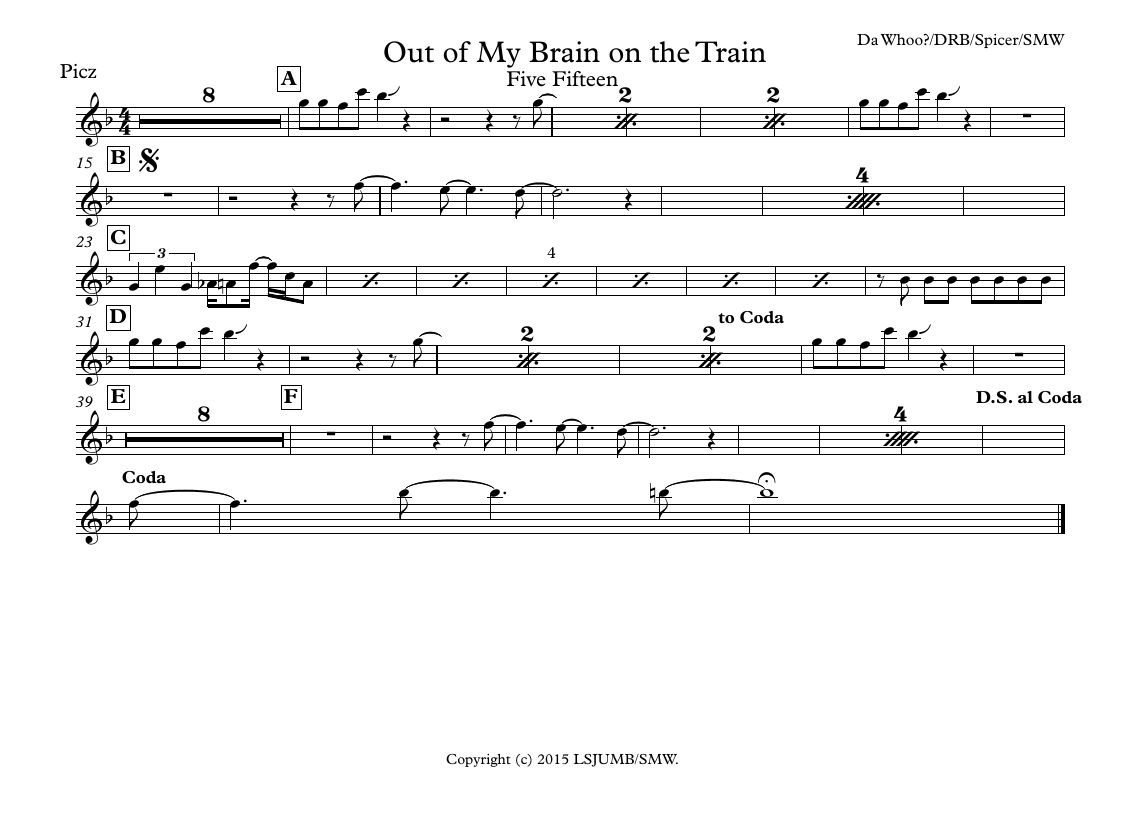 Out of My Brain on the Train
Da Whoo?/DRB/Spicer/SMW
Picz
Five Fifteen
A
8 2 2
4
4
15 B
4
23 C
3 4
31 D
to Coda
2 2
39 E F
D.S. al Coda
8 4
Coda
Copyright (c) 2015 LSJUMB/SMW.